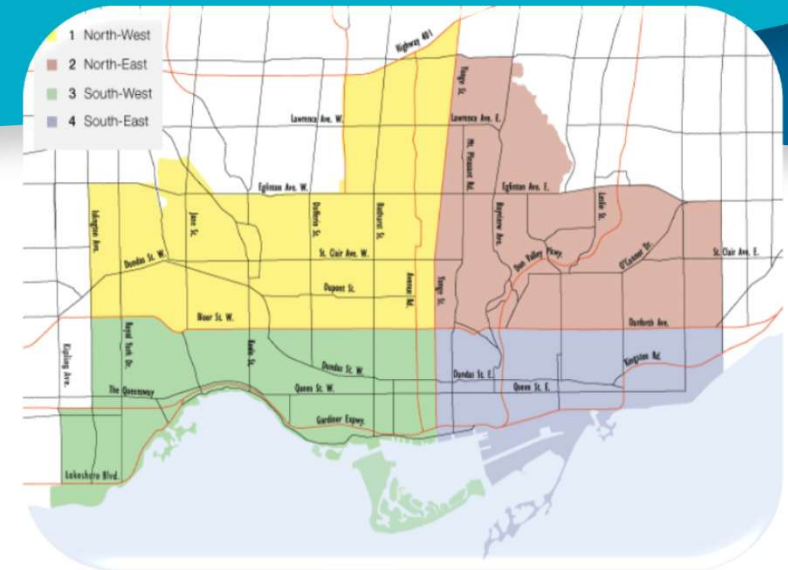 1 North-West
2 North-East
3 South-West
4 South-East
Highway 401
Yonge St.
Lawrence Ave. W.
Lawrence Ave. E.
Mt. Pleasant Rd.
Eglinton Ave. W.
Eglinton Ave. E.
Islington Ave.
Jane St.
Dufferin St.
Bathurst St.
Bayview Ave.
Leslie St.
Dundas St. W.
St. Clair Ave. W.
Avenue Rd.
Yonge St.
Don Valley Pkwy.
O'Connor Dr.
St. Clair Ave. E.
Dupont St.
Bloor St. W.
Danforth Ave.
Kipling Ave.
Royal York Dr.
Keele St.
Dundas St. W.
Dundas St. E.
Kingston Rd.
The Queensway
Queen St. W.
Queen St. E.
Gardiner Expwy.
Lakeshore Blvd.